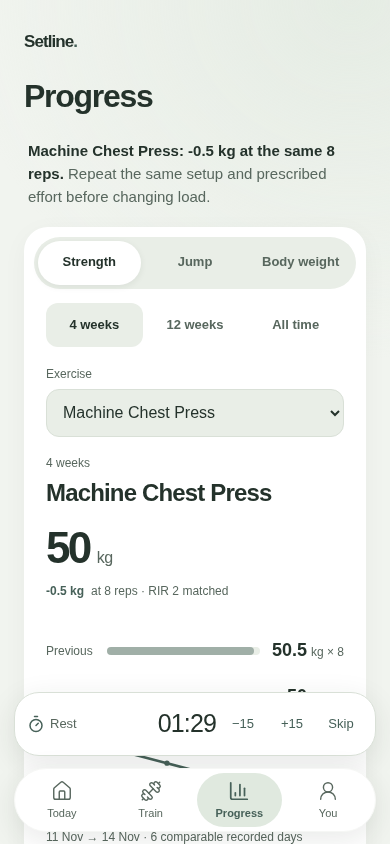 Setline.
Progress
Machine Chest Press: -0.5 kg at the same 8
reps. Repeat the same setup and prescribed
effort before changing load.
Strength Jump Body weight
4 weeks 12 weeks All time
Exercise
Machine Chest Press
4 weeks
Machine Chest Press
50 kg
-0.5 kg at 8 reps · RIR 2 matched
Previous 50.5 kg × 8
Rest 01:29 −15 +15 Skip
Today Train Progress You
11 Nov → 14 Nov · 6 comparable recorded days